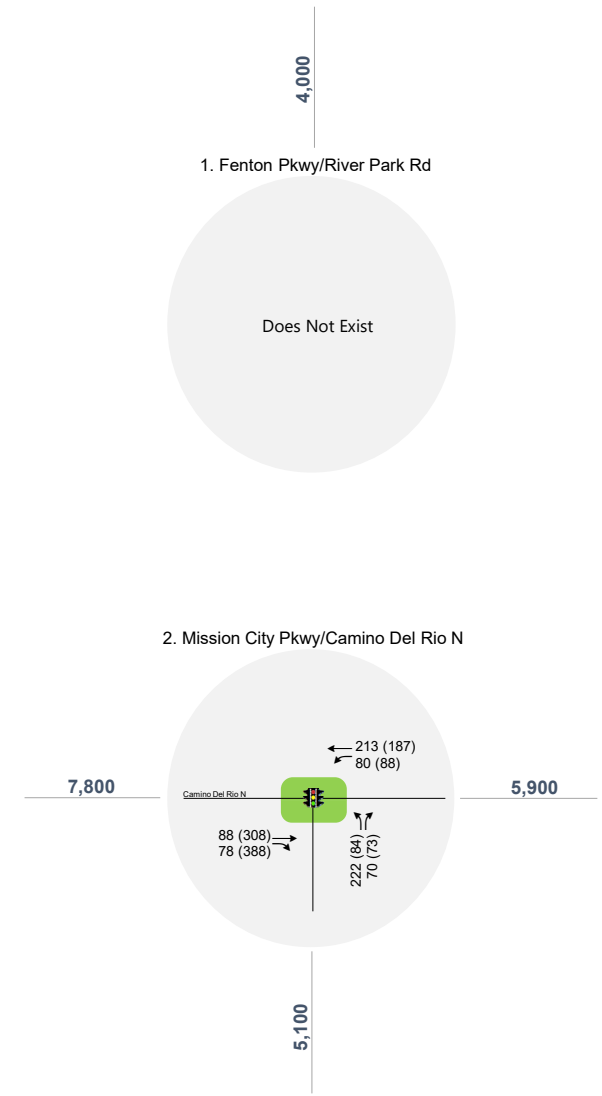 4,000
1. Fenton Pkwy/River Park Rd
Does Not Exist
2. Mission City Pkwy/Camino Del Rio N
213 (187)
80 (88)
7,800
Camino Del Rio N
5,900
88 (308)
78 (388)
222 (84)
70 (73)
5,100